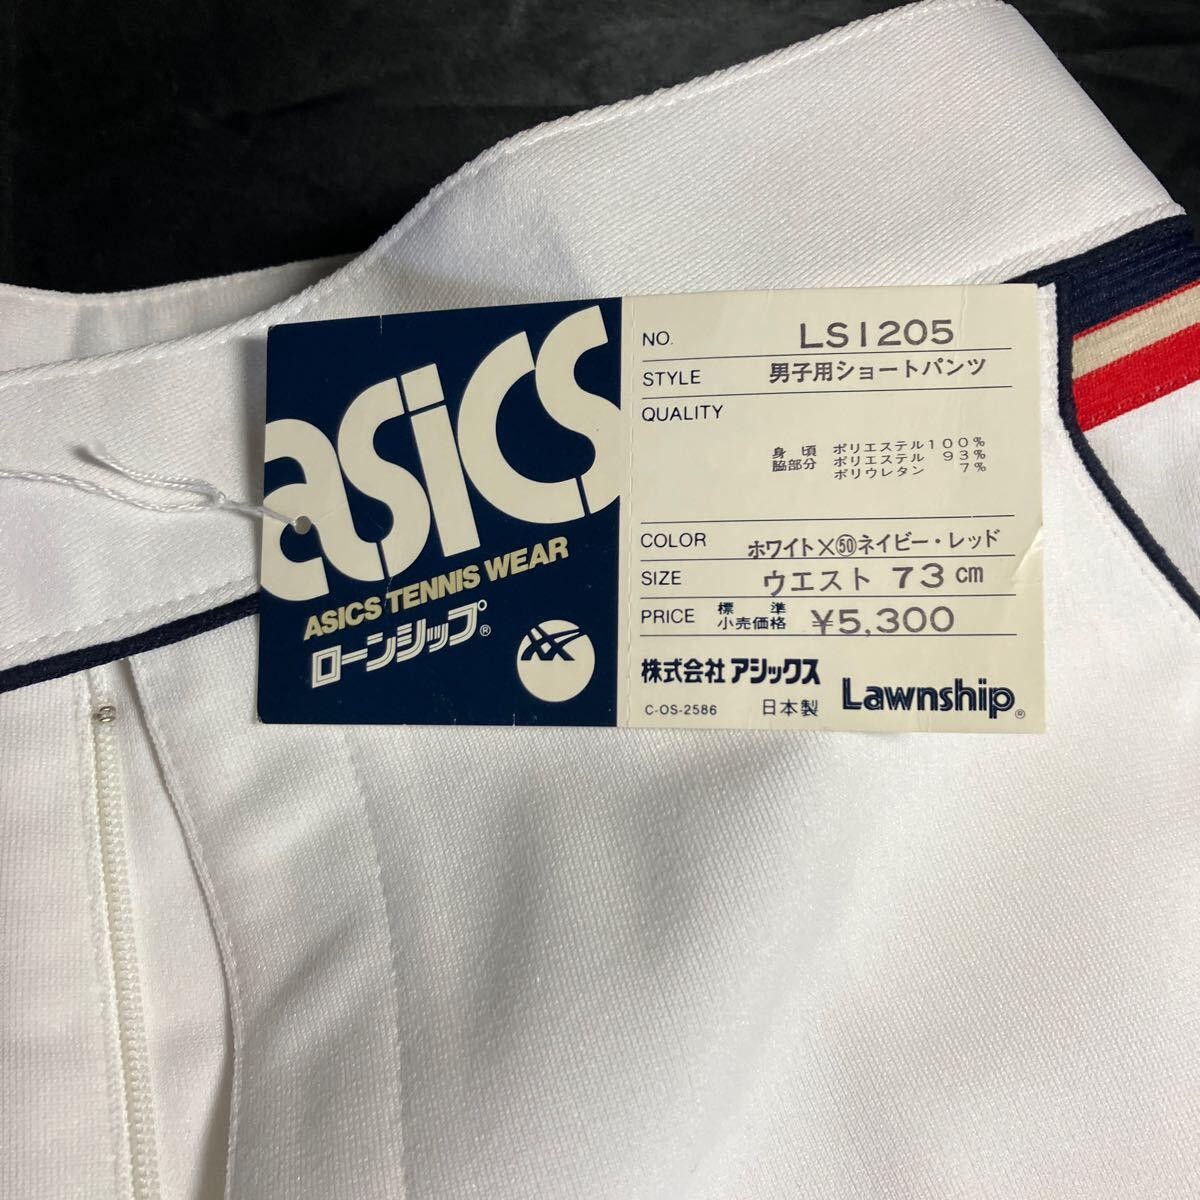 asics
ASICS TENNIS WEAR
ローンシップ®
NO. LS1205
STYLE 男子用ショートパンツ
QUALITY
身頃 ポリエステル100%
脇部分 ポリエステル 93%
ポリウレタン 7%
COLOR ホワイト×㊿ネイビー・レッド
SIZE ウエスト 73cm
PRICE 標準小売価格 ¥5,300
株式会社アシックス Lawnship®
C-OS-2586 日本製